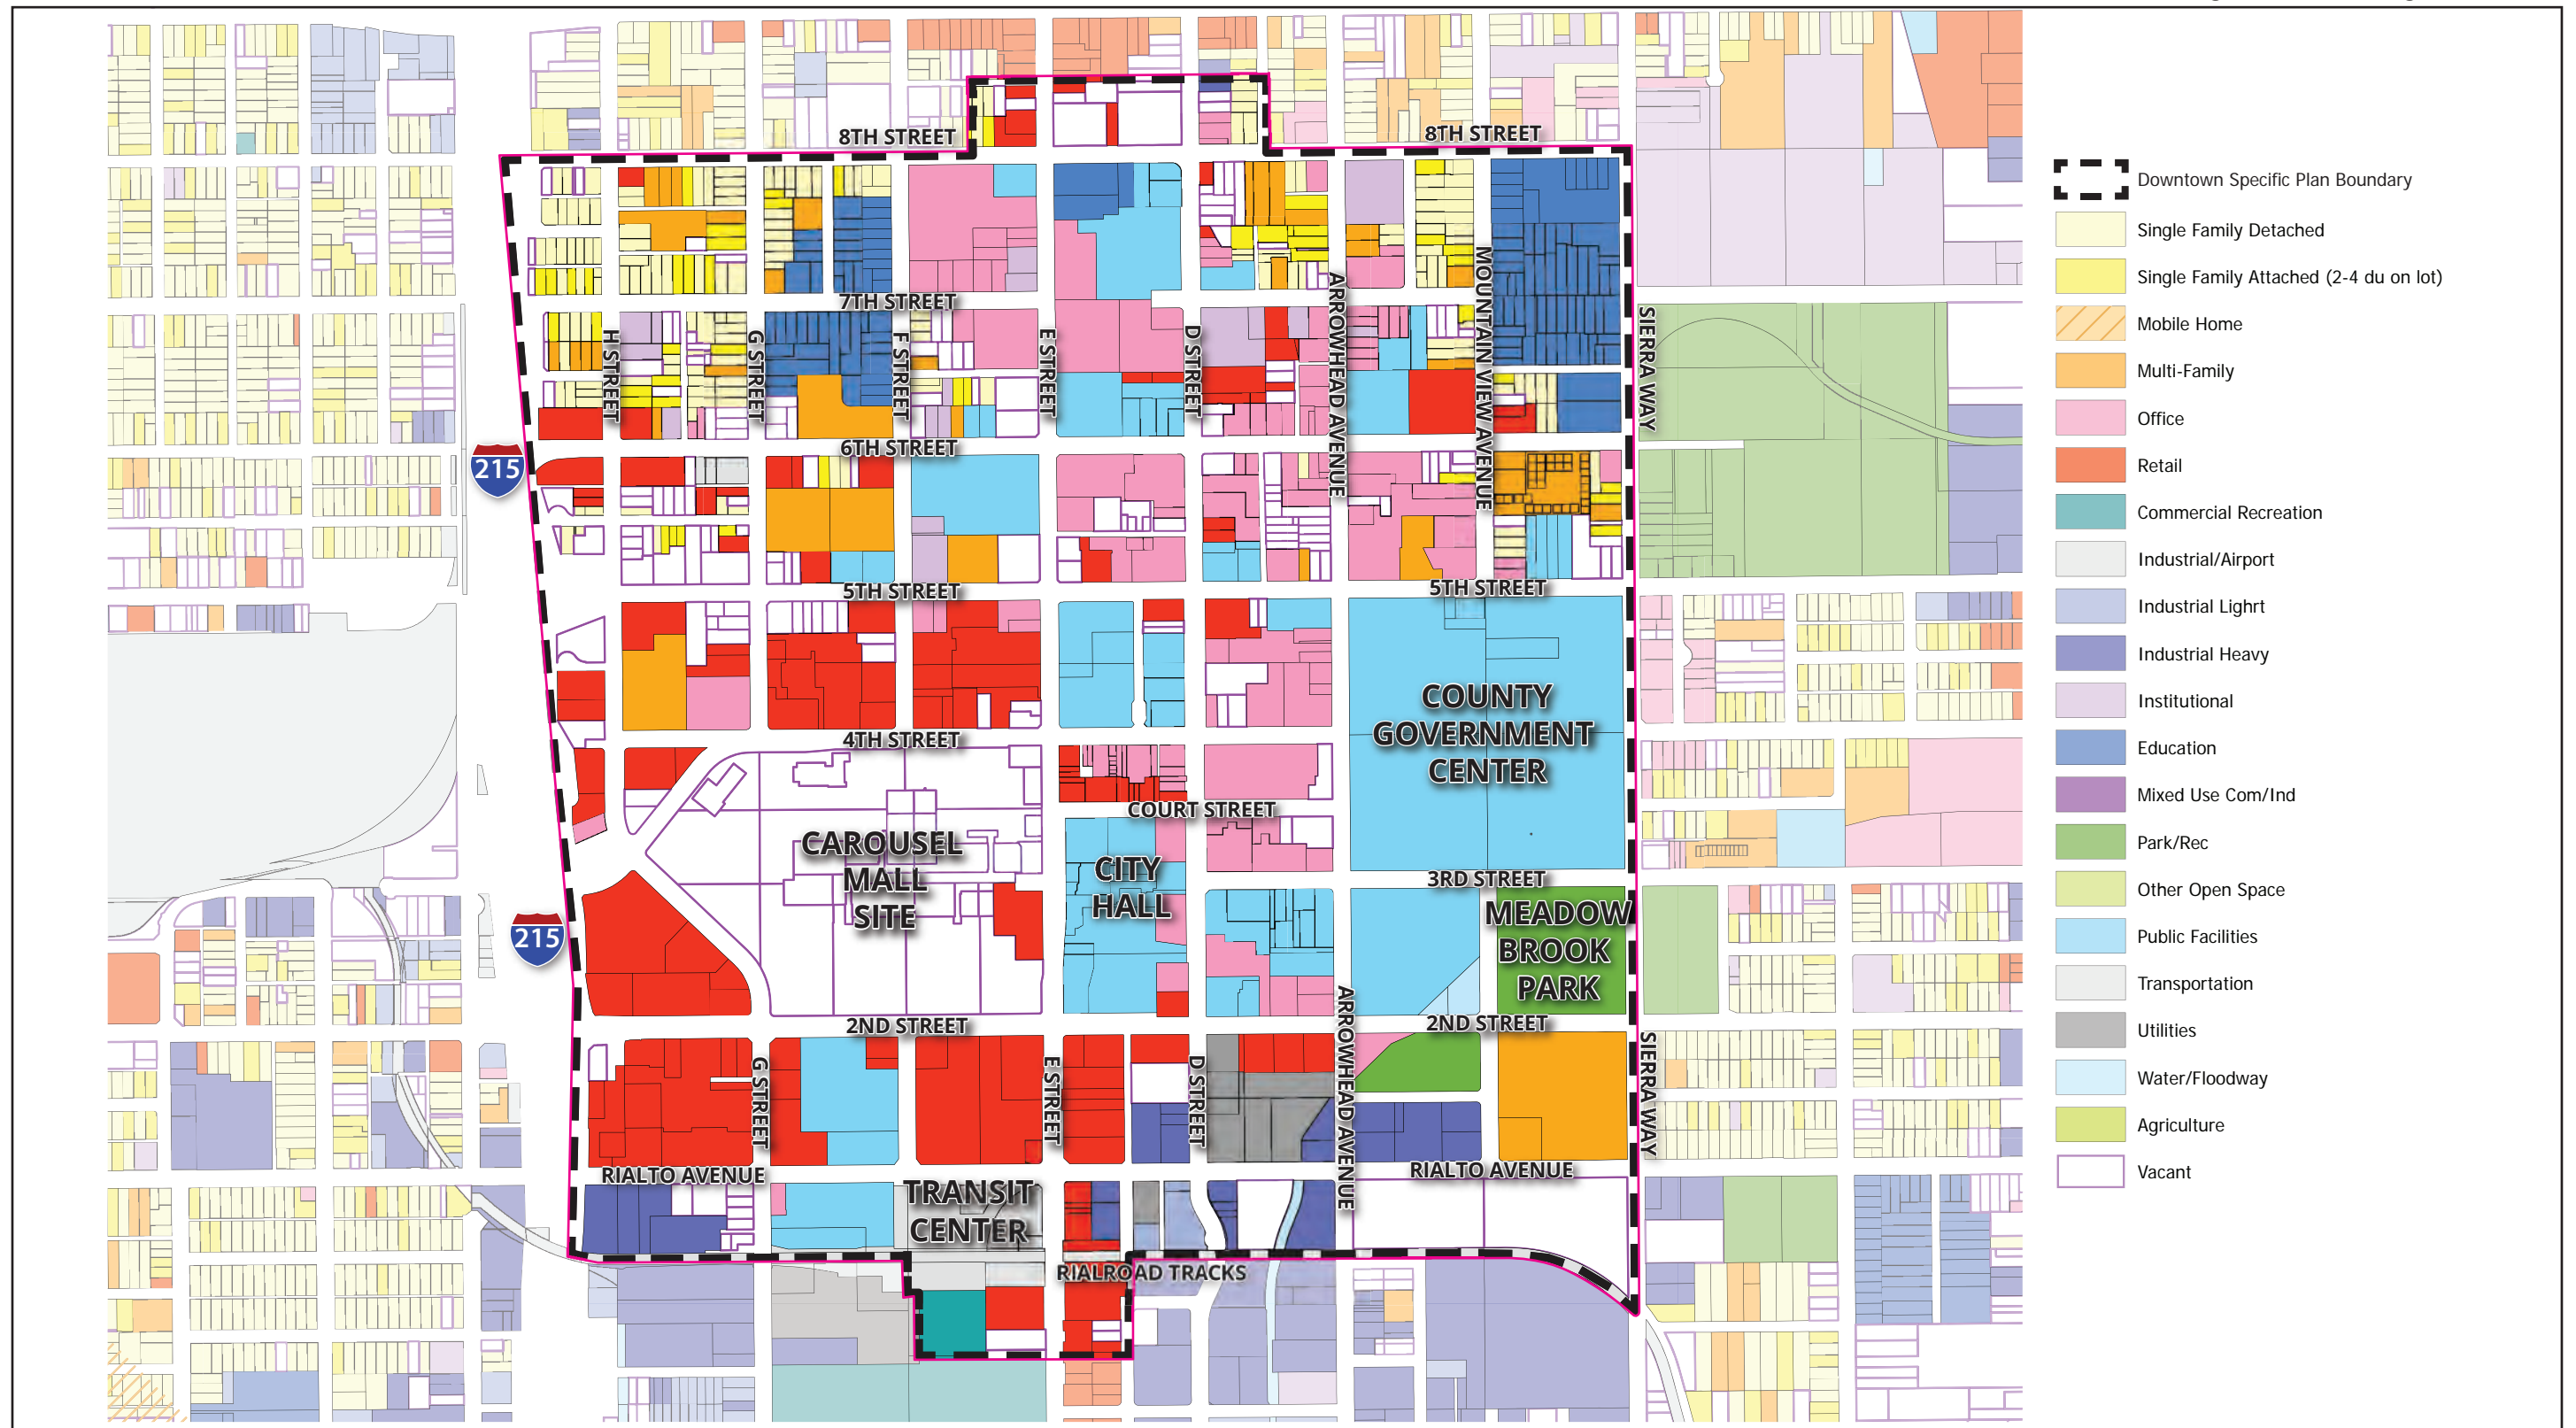 8TH STREET
8TH STREET
7TH STREET
H STREET
G STREET
F STREET
E STREET
D STREET
ARROWHEAD AVENUE
MOUNTAIN VIEW AVENUE
SIERRA WAY
6TH STREET
215
5TH STREET
5TH STREET
COUNTY
GOVERNMENT
CENTER
4TH STREET
COURT STREET
CAROUSEL
MALL
SITE
CITY
HALL
3RD STREET
MEADOW
BROOK
PARK
215
2ND STREET
2ND STREET
G STREET
E STREET
D STREET
ARROWHEAD AVENUE
SIERRA WAY
RIALTO AVENUE
RIALTO AVENUE
TRANSIT
CENTER
RIALROAD TRACKS
Downtown Specific Plan Boundary
Single Family Detached
Single Family Attached (2-4 du on lot)
Mobile Home
Multi-Family
Office
Retail
Commercial Recreation
Industrial/Airport
Industrial Lighrt
Industrial Heavy
Institutional
Education
Mixed Use Com/Ind
Park/Rec
Other Open Space
Public Facilities
Transportation
Utilities
Water/Floodway
Agriculture
Vacant